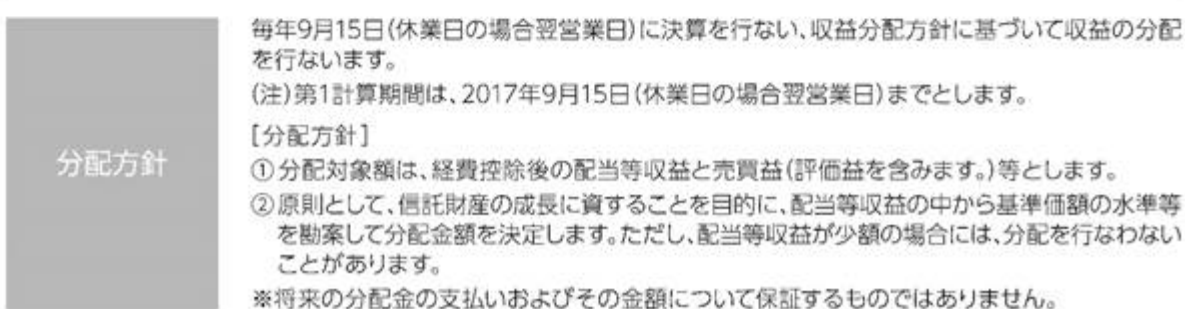 分配方針
毎年9月15日(休業日の場合翌営業日)に決算を行ない、収益分配方針に基づいて収益の分配
を行ないます。
(注)第1計算期間は、2017年9月15日(休業日の場合翌営業日)までとします。
[分配方針]
①分配対象額は、経費控除後の配当等収益と売買益(評価益を含みます。)等とします。
②原則として、信託財産の成長に資することを目的に、配当等収益の中から基準価額の水準等
を勘案して分配金額を決定します。ただし、配当等収益が少額の場合には、分配を行なわない
ことがあります。
※将来の分配金の支払いおよびその金額について保証するものではありません。